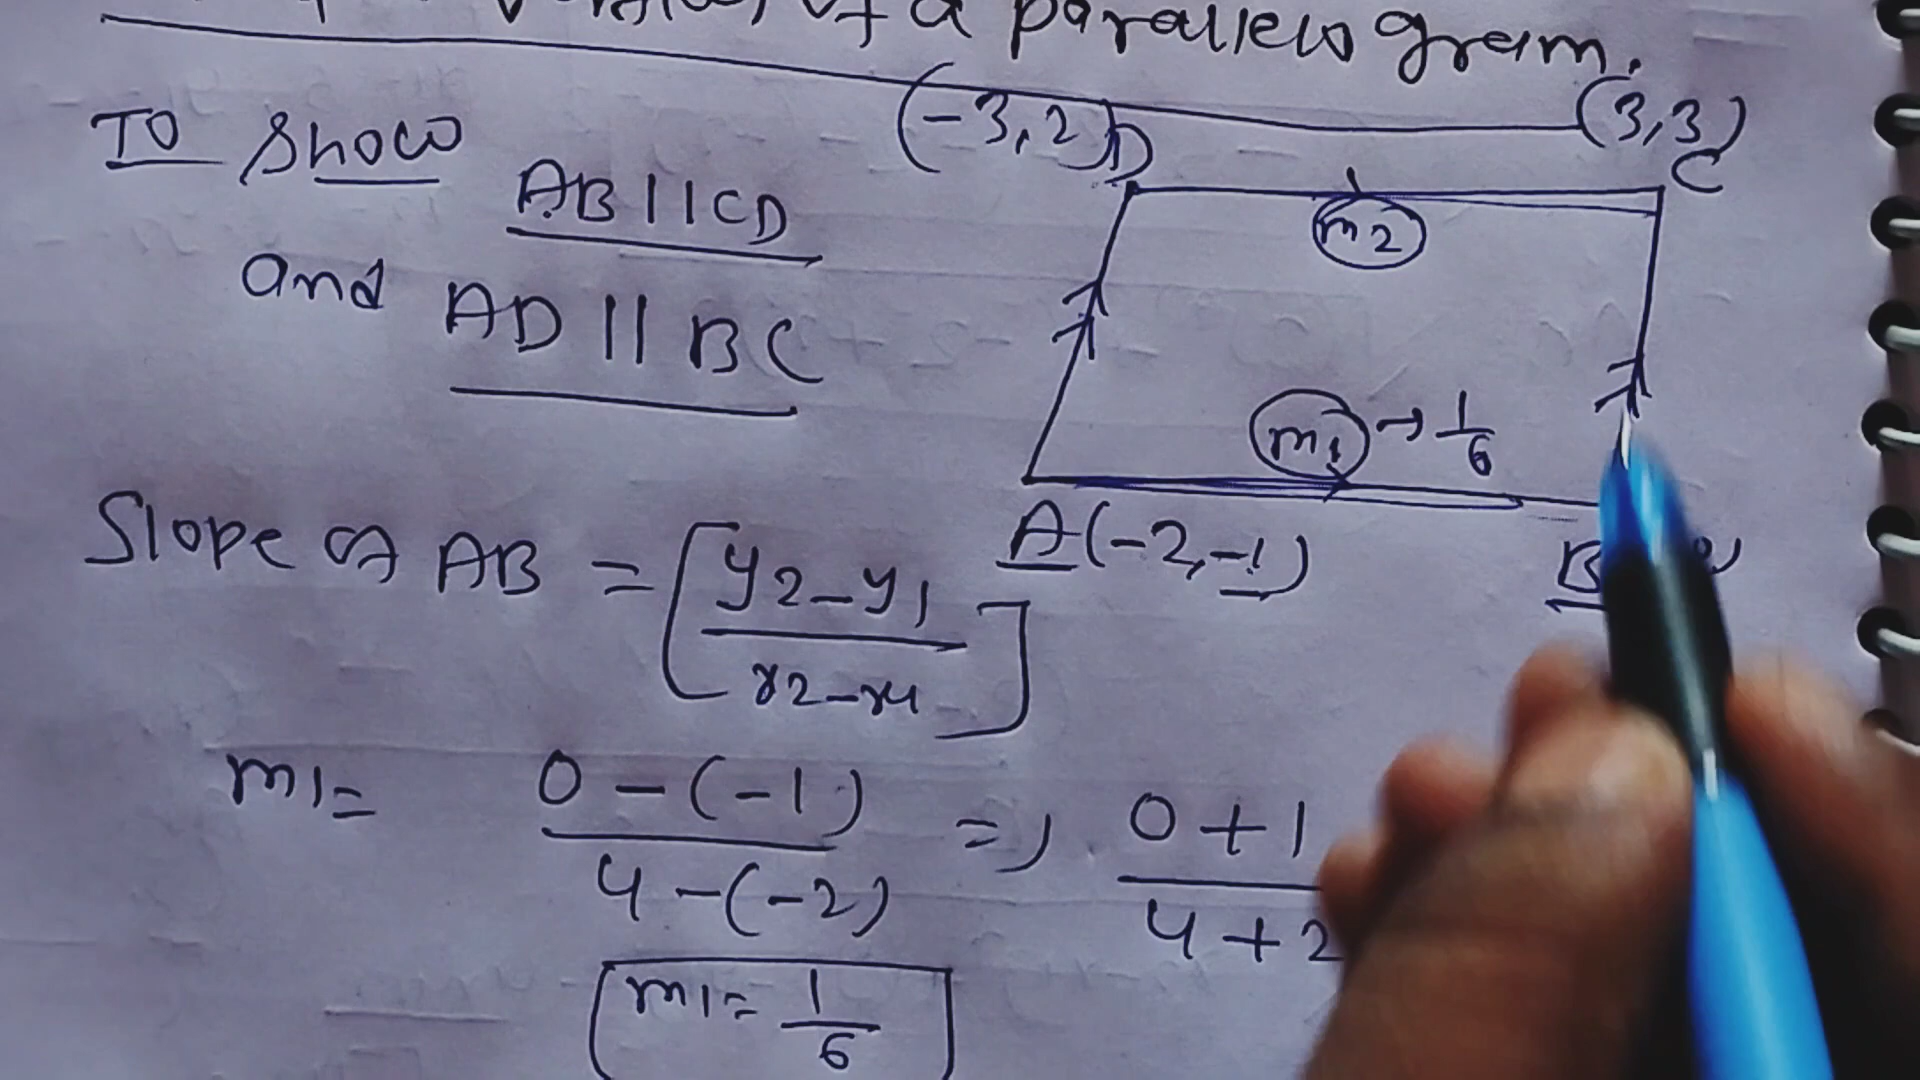 of a parallelogram.
To Show
AB || CD
and AD || BC
(-3,2) D
(3,3)
C
m2
m1 → 1/6
A(-2,-1)
B
Slope of AB = [y2-y1 / x2-x1]
m1= 0-(-1) / 4-(-2) => 0+1 / 4+2
m1= 1/6